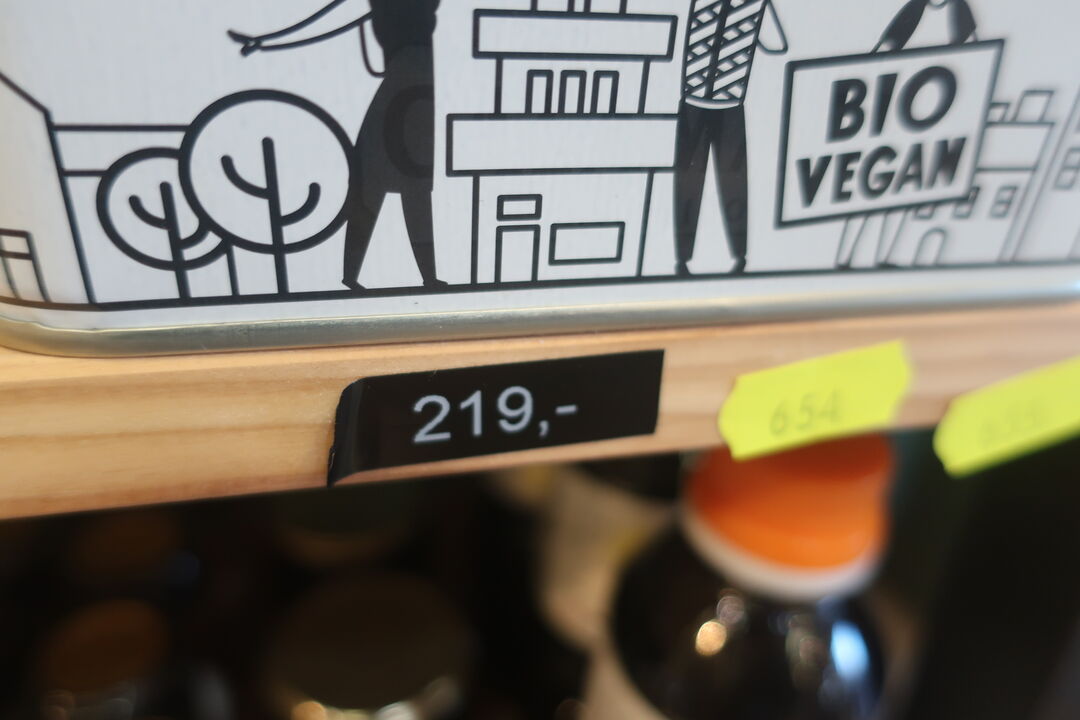 BIO
VEGAN
219,-
654